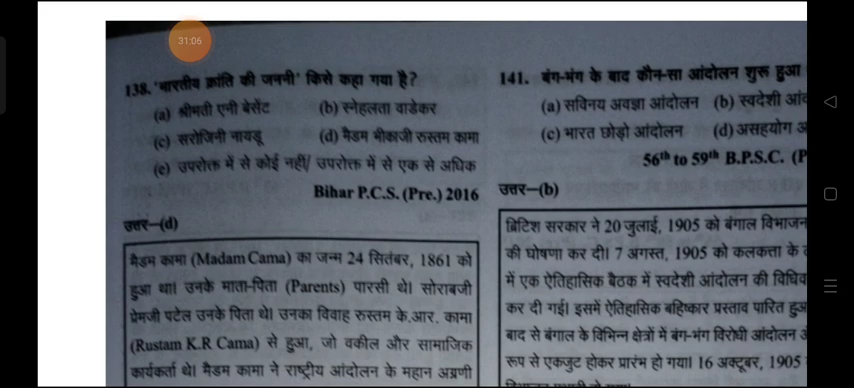 31:06
138. 'भारतीय क्रांति की जननी' किसे कहा गया है?
(a) श्रीमती एनी बेसेंट (b) स्नेहलता वाडेकर
(c) सरोजिनी नायडू (d) मैडम भीकाजी रुस्तम कामा
(e) उपरोक्त में से कोई नहीं/ उपरोक्त में से एक से अधिक
Bihar P.C.S. (Pre.) 2016
उत्तर—(d)
मैडम कामा (Madam Cama) का जन्म 24 सितंबर, 1861 को
हुआ था। उनके माता-पिता (Parents) पारसी थे। सोराबजी
प्रेमजी पटेल उनके पिता थे। उनका विवाह रुस्तम के.आर. कामा
(Rustam K.R Cama) से हुआ, जो वकील और सामाजिक
कार्यकर्ता थे। मैडम कामा ने राष्ट्रीय आंदोलन के महान अग्रणी
141. बंग-भंग के बाद कौन-सा आंदोलन शुरू हुआ
(a) सविनय अवज्ञा आंदोलन (b) स्वदेशी आं
(c) भारत छोड़ो आंदोलन (d) असहयोग
56th to 59th B.P.S.C. (P
उत्तर—(b)
ब्रिटिश सरकार ने 20 जुलाई, 1905 को बंगाल विभाजन
की घोषणा कर दी। 7 अगस्त, 1905 को कलकत्ता के
में एक ऐतिहासिक बैठक में स्वदेशी आंदोलन की विधिव
कर दी गई। इसमें ऐतिहासिक बहिष्कार प्रस्ताव पारित हुआ
बाद से बंगाल के विभिन्न क्षेत्रों में बंग-भंग विरोधी आंदोलन
रूप से एकजुट होकर प्रारंभ हो गया। 16 अक्टूबर, 1905